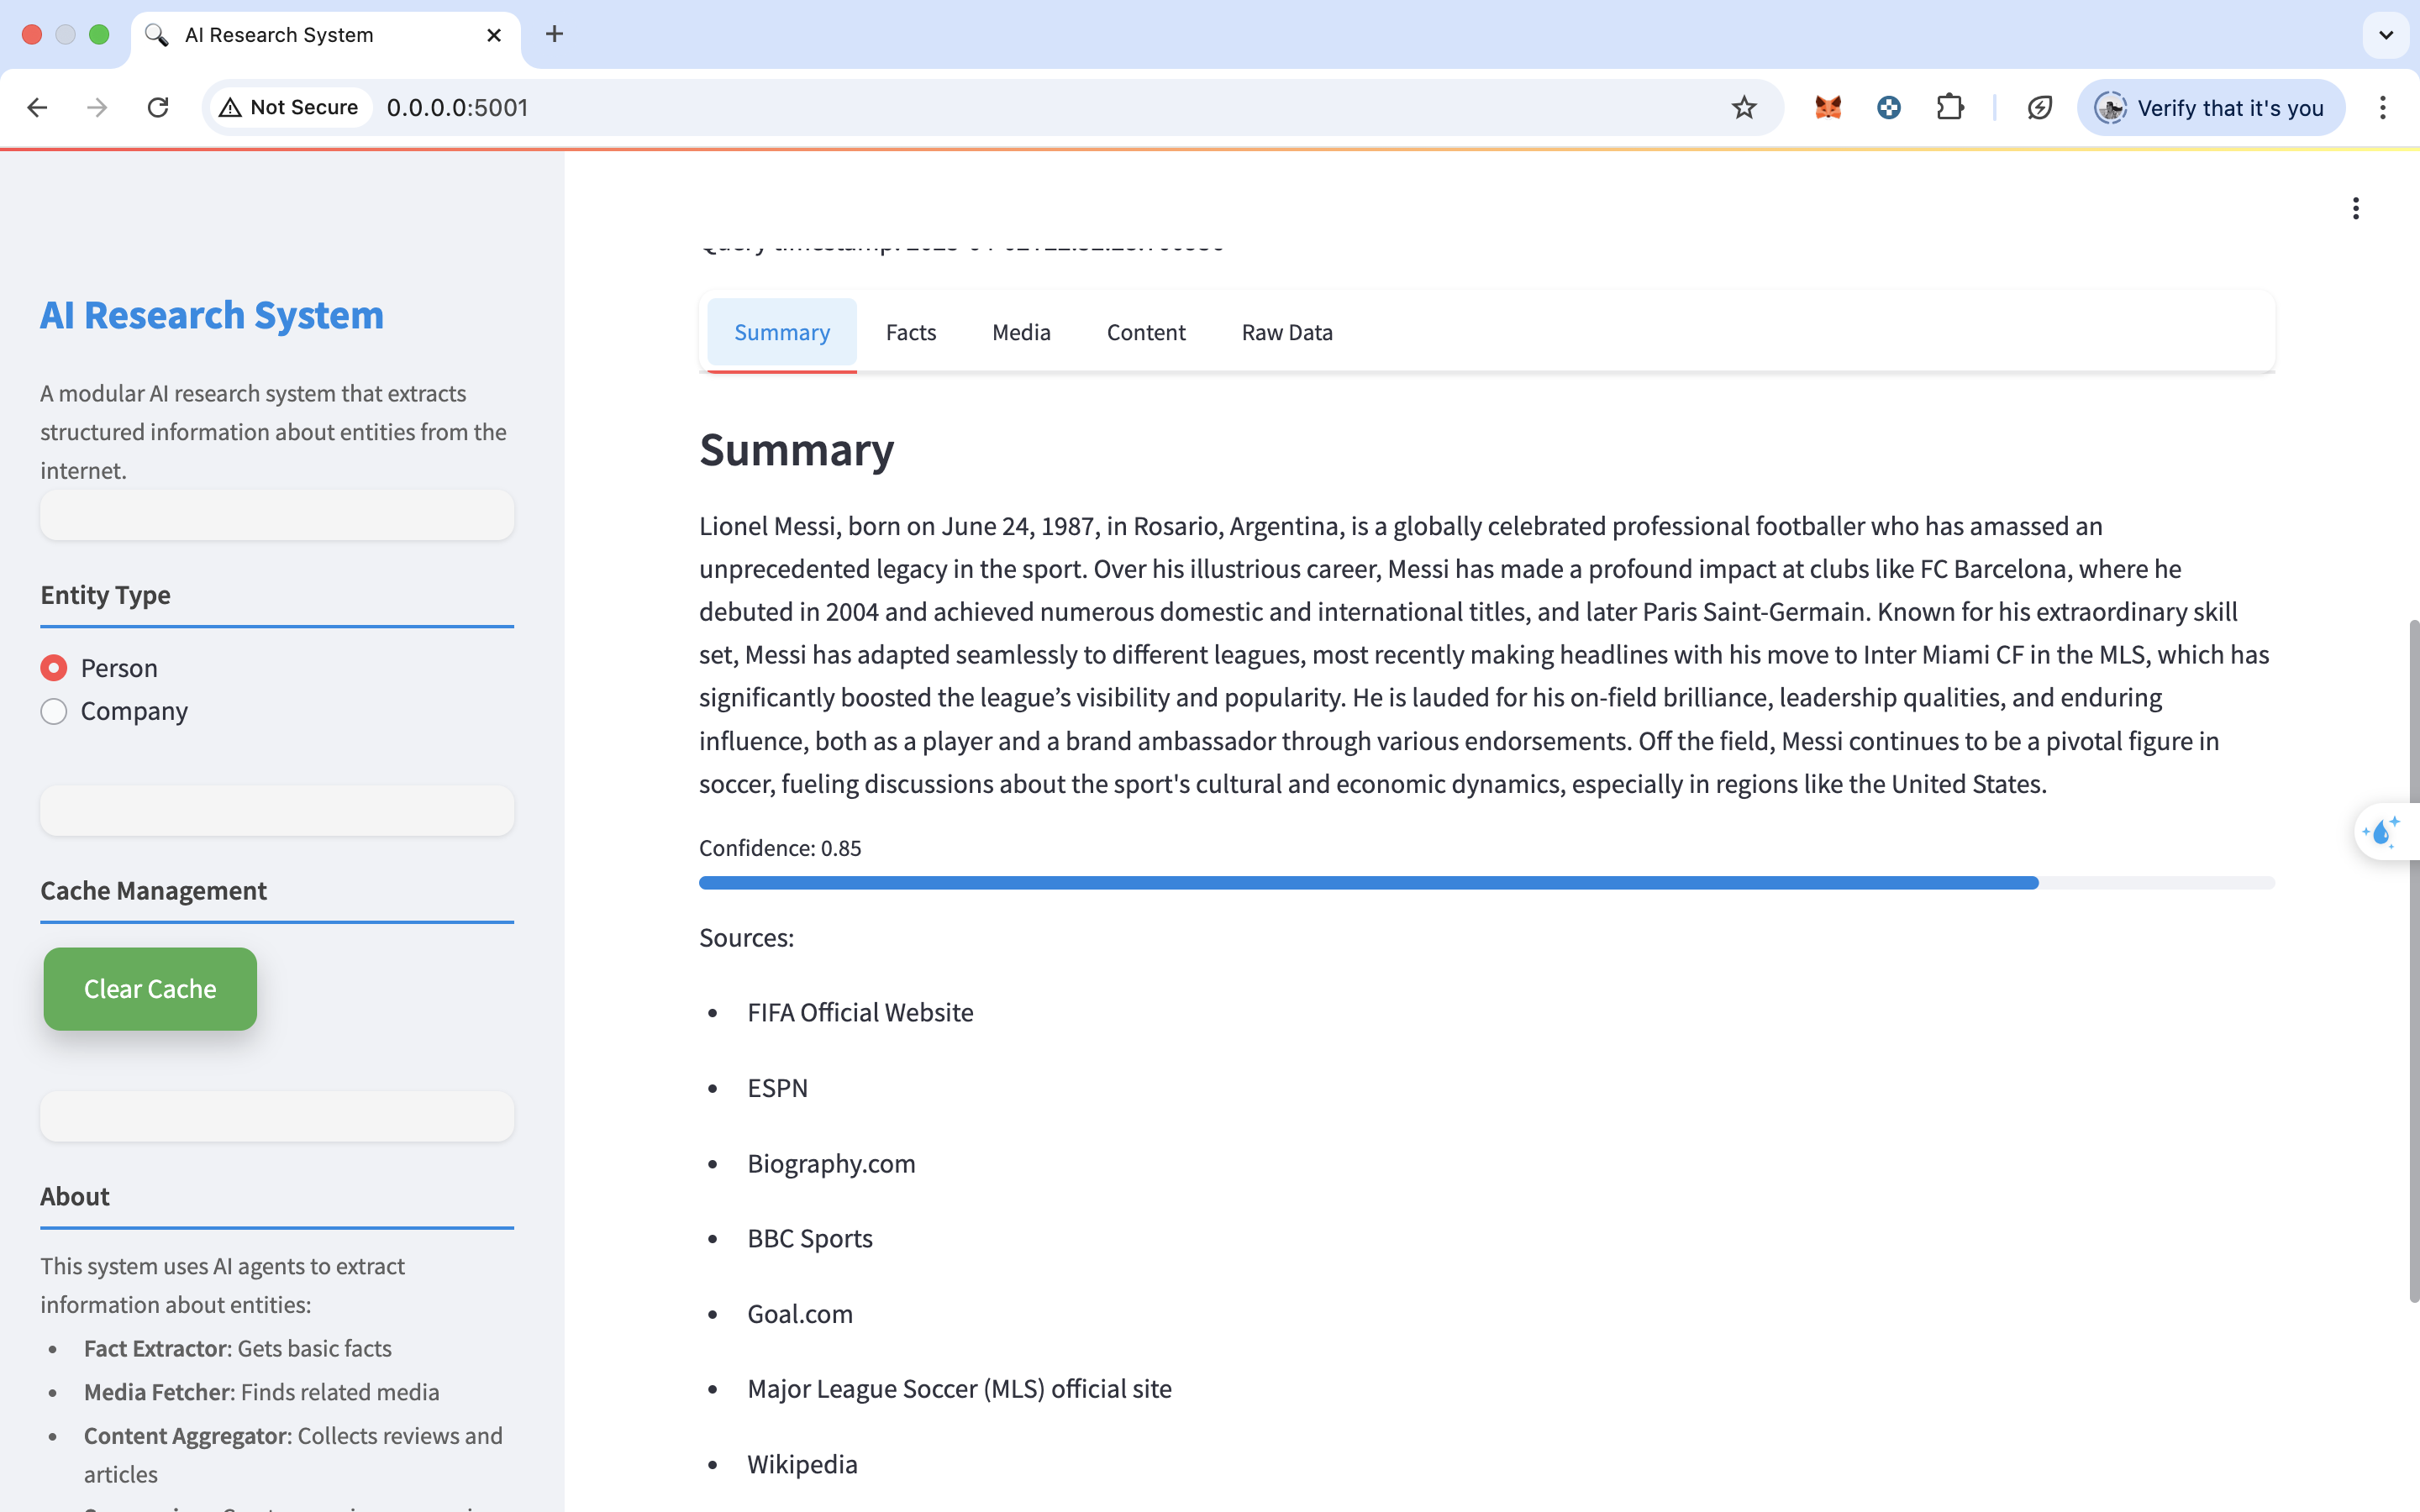 AI Research System
Not Secure
0.0.0.0:5001
Verify that it's you
AI Research System
A modular AI research system that extracts
structured information about entities from the
internet.
Entity Type
Person
Company
Cache Management
Clear Cache
About
This system uses AI agents to extract
information about entities:
Fact Extractor: Gets basic facts
Media Fetcher: Finds related media
Content Aggregator: Collects reviews and
articles
Query timestamp:
Summary Facts Media Content Raw Data
Summary
Lionel Messi, born on June 24, 1987, in Rosario, Argentina, is a globally celebrated professional footballer who has amassed an
unprecedented legacy in the sport. Over his illustrious career, Messi has made a profound impact at clubs like FC Barcelona, where he
debuted in 2004 and achieved numerous domestic and international titles, and later Paris Saint-Germain. Known for his extraordinary skill
set, Messi has adapted seamlessly to different leagues, most recently making headlines with his move to Inter Miami CF in the MLS, which has
significantly boosted the league’s visibility and popularity. He is lauded for his on-field brilliance, leadership qualities, and enduring
influence, both as a player and a brand ambassador through various endorsements. Off the field, Messi continues to be a pivotal figure in
soccer, fueling discussions about the sport's cultural and economic dynamics, especially in regions like the United States.
Confidence: 0.85
Sources:
FIFA Official Website
ESPN
Biography.com
BBC Sports
Goal.com
Major League Soccer (MLS) official site
Wikipedia